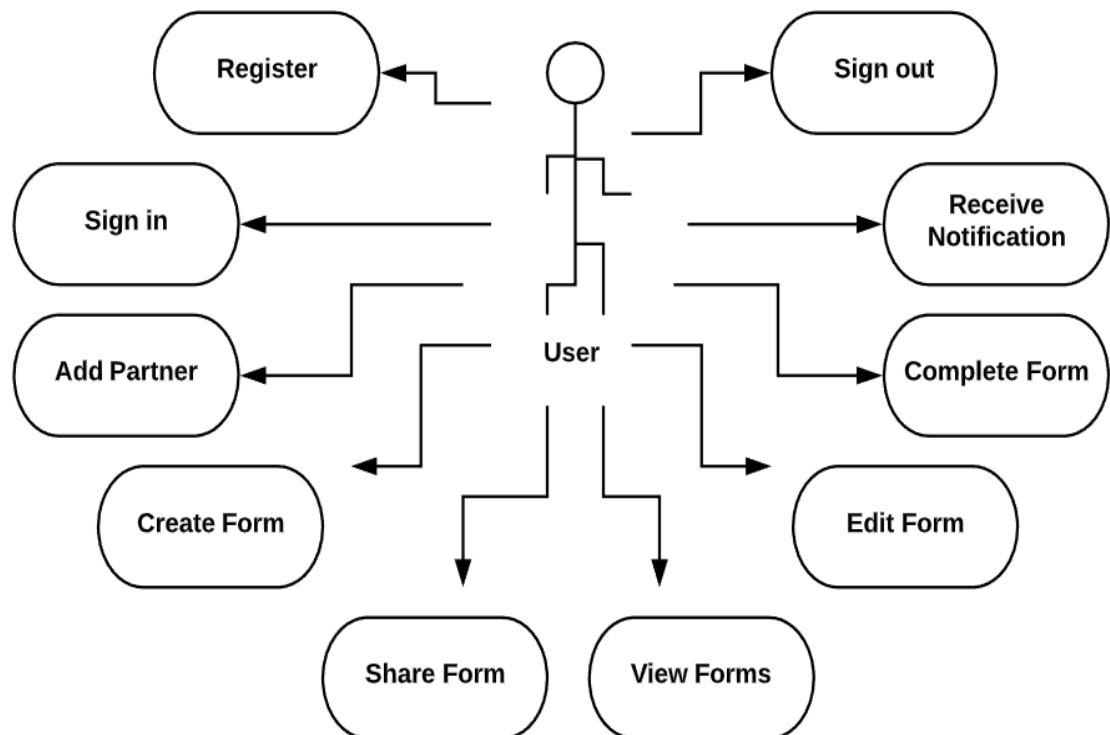 Register
Sign out
Sign in
Receive
Notification
Add Partner
User
Complete Form
Create Form
Edit Form
Share Form
View Forms